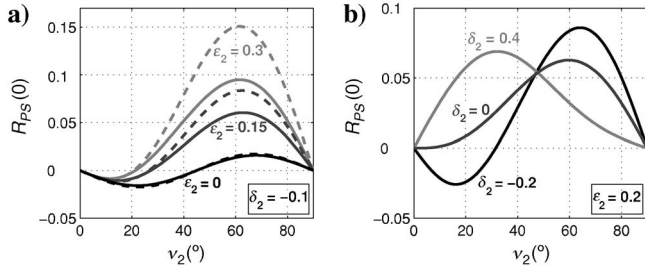 a)
R_PS(0)
0.15
0.1
0.05
0
−0.05
ε₂ = 0.3
ε₂ = 0.15
ε₂ = 0
δ₂ = −0.1
0 20 40 60 80
ν₂(º)
b)
R_PS(0)
0.1
0.05
0
−0.05
δ₂ = 0.4
δ₂ = 0
δ₂ = −0.2
ε₂ = 0.2
0 20 40 60 80
ν₂(º)